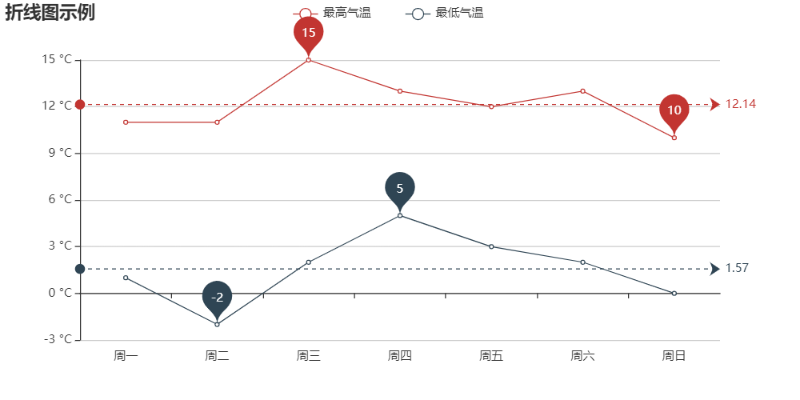 折线图示例
最高气温 最低气温
15
15 °C
12 °C
12.14
10
9 °C
6 °C
5
3 °C
1.57
0 °C
-2
-3 °C
周一 周二 周三 周四 周五 周六 周日